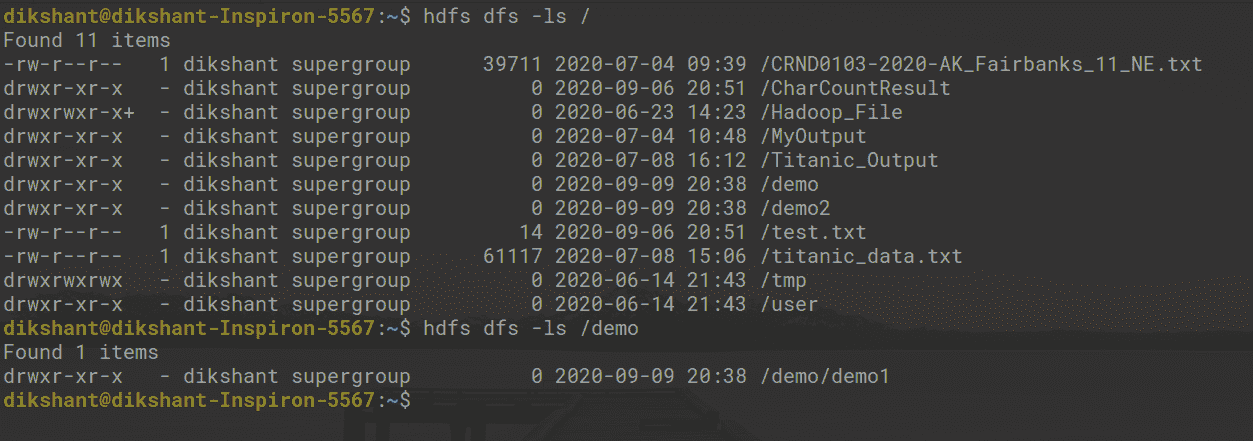 dikshant@dikshant-Inspiron-5567:~$ hdfs dfs -ls /
Found 11 items
-rw-r--r--   1 dikshant supergroup      39711 2020-07-04 09:39 /CRND0103-2020-AK_Fairbanks_11_NE.txt
drwxr-xr-x   - dikshant supergroup          0 2020-09-06 20:51 /CharCountResult
drwxrwxr-x+  - dikshant supergroup          0 2020-06-23 14:23 /Hadoop_File
drwxr-xr-x   - dikshant supergroup          0 2020-07-04 10:48 /MyOutput
drwxr-xr-x   - dikshant supergroup          0 2020-07-08 16:12 /Titanic_Output
drwxr-xr-x   - dikshant supergroup          0 2020-09-09 20:38 /demo
drwxr-xr-x   - dikshant supergroup          0 2020-09-09 20:38 /demo2
-rw-r--r--   1 dikshant supergroup         14 2020-09-06 20:51 /test.txt
-rw-r--r--   1 dikshant supergroup      61117 2020-07-08 15:06 /titanic_data.txt
drwxrwxrwx   - dikshant supergroup          0 2020-06-14 21:43 /tmp
drwxr-xr-x   - dikshant supergroup          0 2020-06-14 21:43 /user
dikshant@dikshant-Inspiron-5567:~$ hdfs dfs -ls /demo
Found 1 items
drwxr-xr-x   - dikshant supergroup          0 2020-09-09 20:38 /demo/demo1
dikshant@dikshant-Inspiron-5567:~$